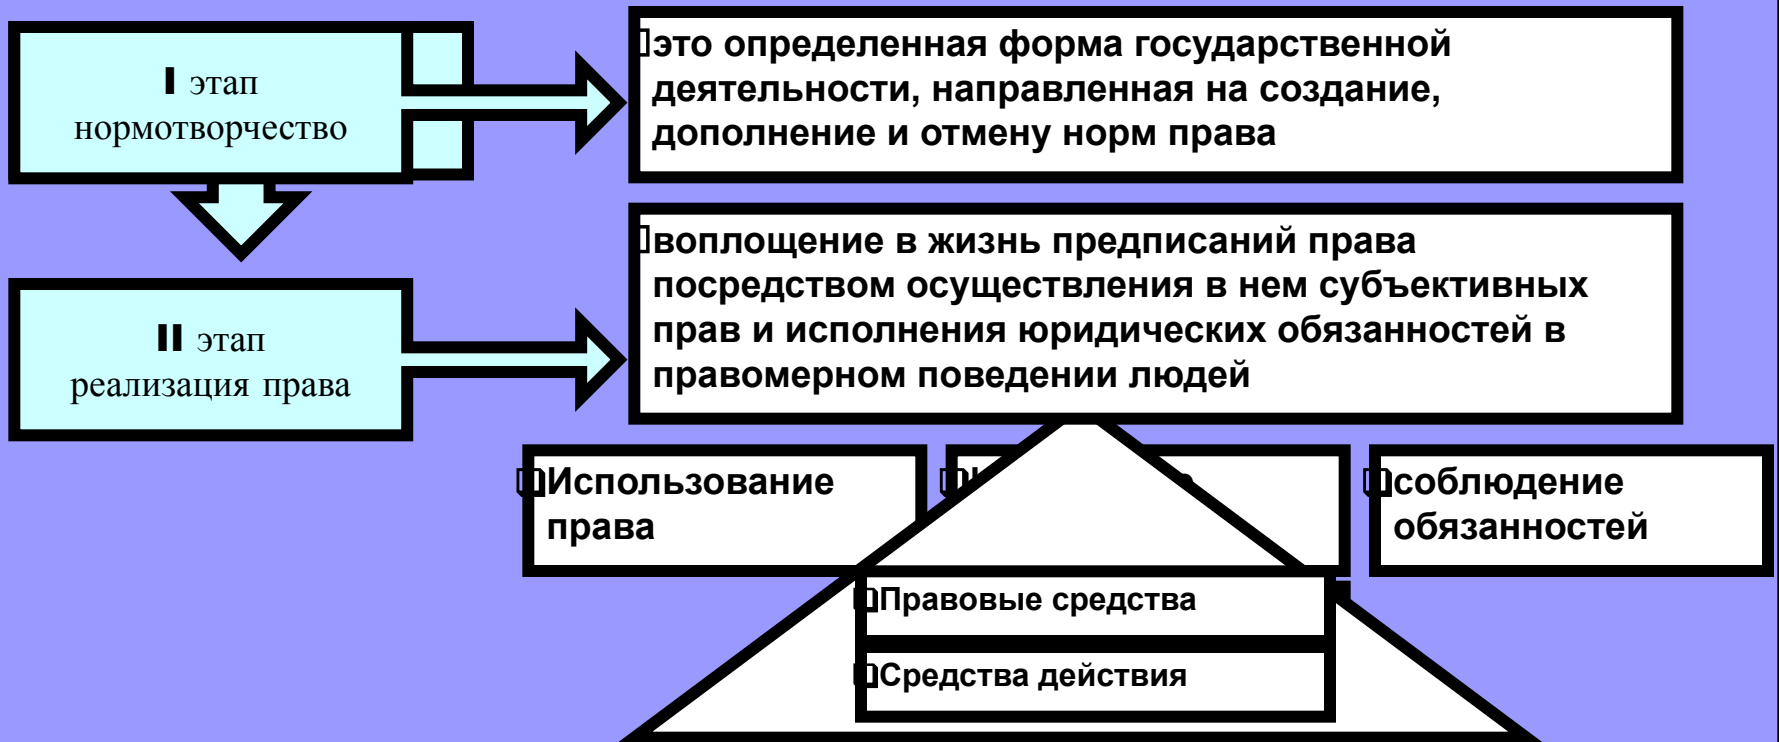 I этап
нормотворчество
это определенная форма государственной
деятельности, направленная на создание,
дополнение и отмену норм права
II этап
реализация права
воплощение в жизнь предписаний права
посредством осуществления в нем субъективных
прав и исполнения юридических обязанностей в
правомерном поведении людей
Использование
права
соблюдение
обязанностей
Правовые средства
Средства действия